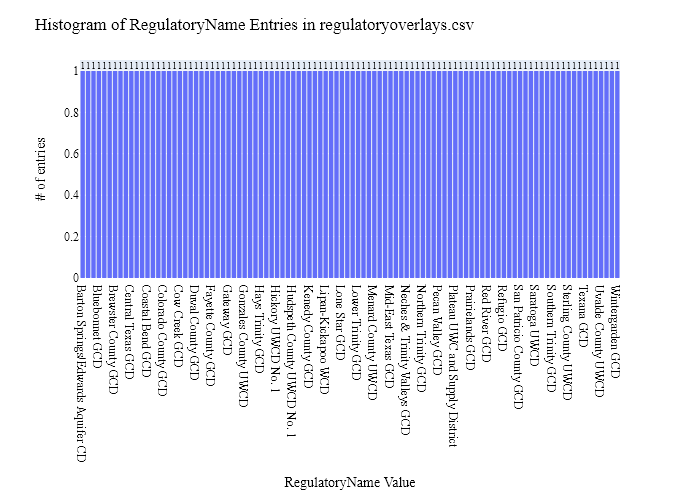 Histogram of RegulatoryName Entries in regulatoryoverlays.csv
1111111111111111111111111111111111111111111111111111111111111111111111111111111111111111111111111111
1
0.8
0.6
0.4
0.2
0
# of entries
Barton Springs/Edwards Aquifer CD
Bluebonnet GCD
Brewster County GCD
Central Texas GCD
Coastal Bend GCD
Colorado County GCD
Cow Creek GCD
Duval County GCD
Fayette County GCD
Gateway GCD
Gonzales County UWCD
Hays Trinity GCD
Hickory UWCD No. 1
Hudspeth County UWCD No. 1
Kenedy County GCD
Lipan-Kickapoo WCD
Lone Star GCD
Lower Trinity GCD
Menard County UWCD
Mid-East Texas GCD
Neches & Trinity Valleys GCD
Northern Trinity GCD
Pecan Valley GCD
Plateau UWC and Supply District
Prairielands GCD
Red River GCD
Refugio GCD
San Patricio County GCD
Saratoga UWCD
Southern Trinity GCD
Sterling County UWCD
Texana GCD
Uvalde County UWCD
Wintergarden GCD
RegulatoryName Value